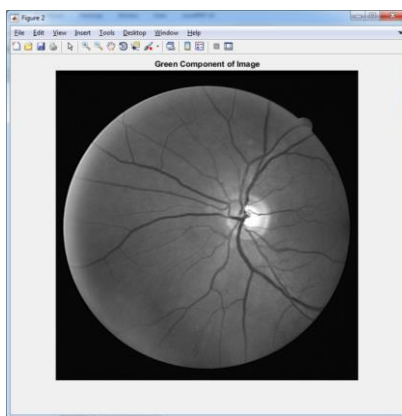 Figure 2
File Edit View Insert Tools Desktop Window Help
Green Component of Image